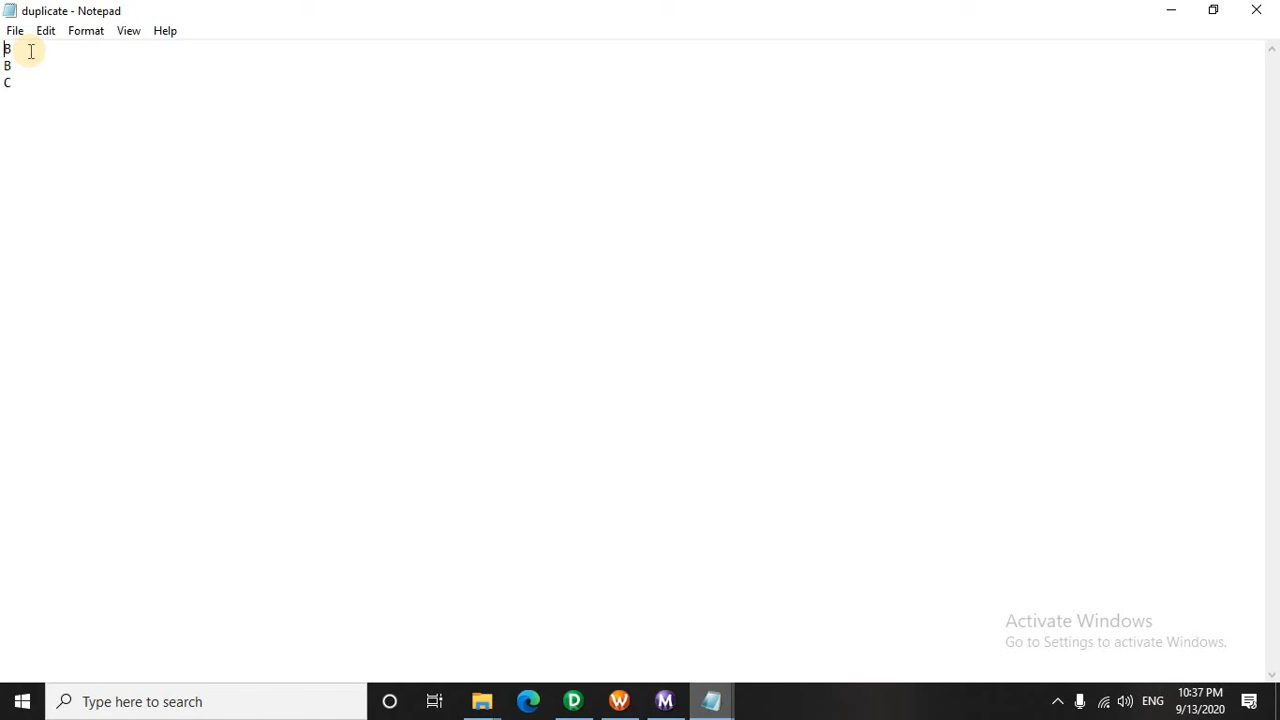 duplicate - Notepad
File Edit Format View Help
B
B
C
Activate Windows
Go to Settings to activate Windows.
Type here to search
D
W
M
ENG
10:37 PM
9/13/2020